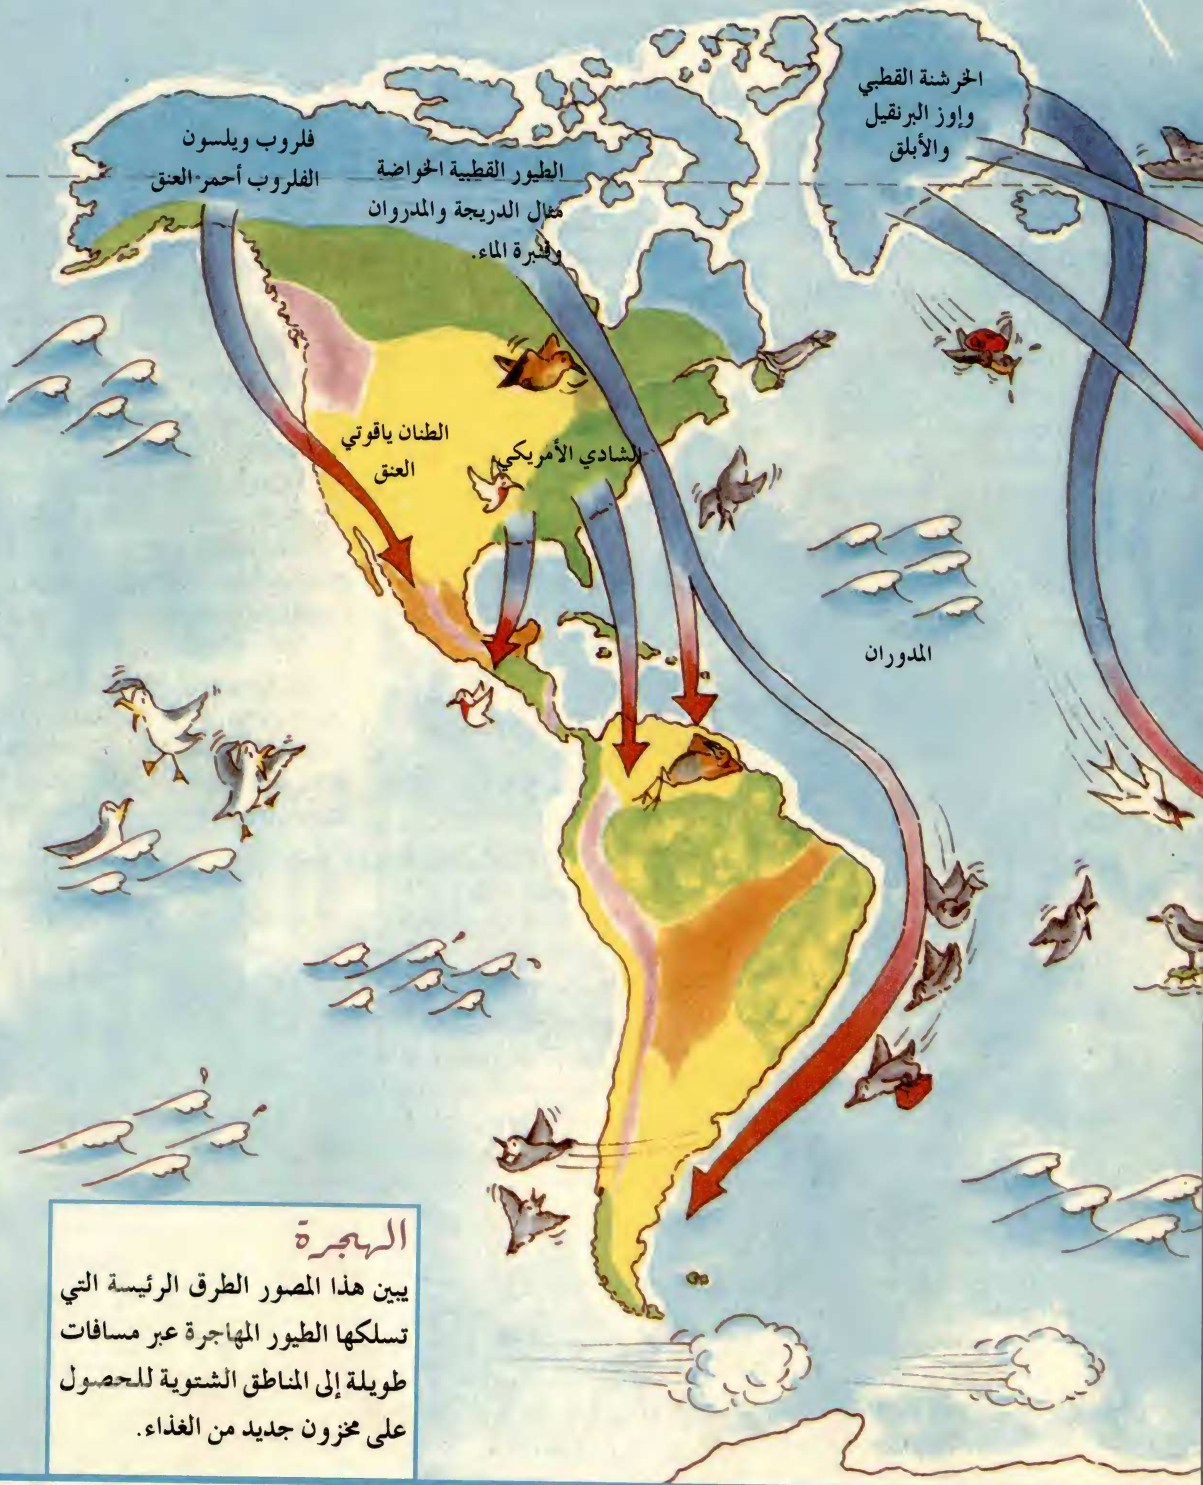 الخرشنة القطبي
وإوز البرنقيل
والأبلق
الطيور القطبية الخواضة
مثال الدريجة والمدروان
وقنبرة الماء.
فلروب ويلسون
الفلروب أحمر العنق
الشادي الأمريكي
الطنان ياقوتي
العنق
المدوران
الهجرة
يبين هذا المصور الطرق الرئيسة التي
تسلكها الطيور المهاجرة عبر مسافات
طويلة إلى المناطق الشتوية للحصول
على مخزون جديد من الغذاء.